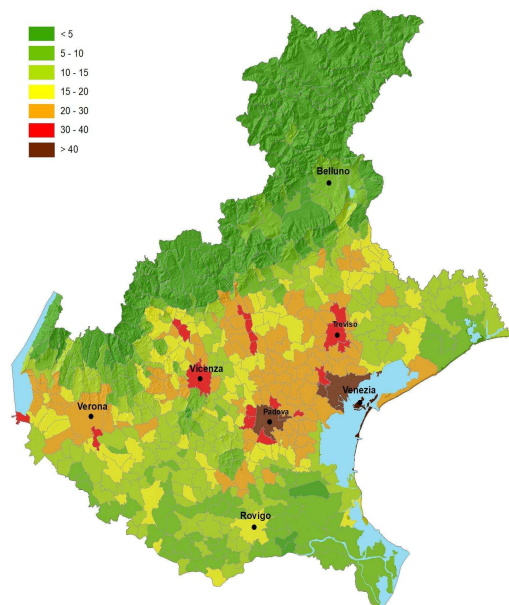 < 5
5 - 10
10 - 15
15 - 20
20 - 30
30 - 40
> 40
Belluno
Treviso
Vicenza
Venezia
Verona
Padova
Rovigo